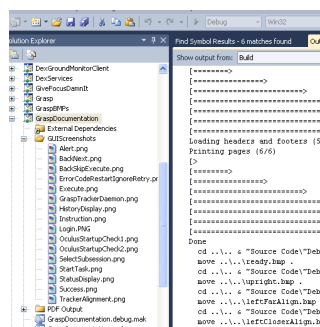 Debug
Win32
olution Explorer
Find Symbol Results - 6 matches found
Out
Show output from: Build
DexGroundMonitorClient
DexServices
GiveFocusDamnIt
Grasp
GraspBMPs
GraspDocumentation
External Dependencies
GUIScreenshots
Alert.png
BackNext.png
BackSkipExecute.png
ErrorCodeRestartIgnoreRetry.pr
Execute.png
GraspTrackerDaemon.png
HistoryDisplay.png
Instruction.png
Login.PNG
OculusStartupCheck1.png
OculusStartupCheck2.png
SelectSubsession.png
StartTask.png
StatusDisplay.png
Success.png
TrackerAlignment.png
PDF Output
GraspDocumentation.debug.mak
[========>
[================>
[========================>
[================================
[================================
[================================
[================================
Loading headers and footers (5
Printing pages (6/6)
[>
[========>
[================>
[========================>
[================================
[================================
[================================
Done
cd ..\.. & "Source Code\"Deb
move ..\..\ready.bmp .
cd ..\.. & "Source Code\"Deb
move ..\..\upright.bmp .
cd ..\.. & "Source Code\"Deb
move ..\..\leftFarAlign.bmp
cd ..\.. & "Source Code\"Deb
move ..\..\leftCloserAlign.b